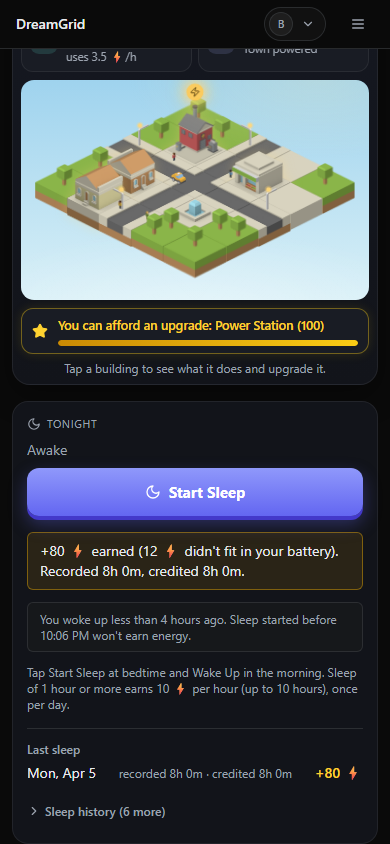 DreamGrid
B
uses 3.5 ⚡/h
Town powered
You can afford an upgrade: Power Station (100)
Tap a building to see what it does and upgrade it.
TONIGHT
Awake
Start Sleep
+80 ⚡ earned (12 ⚡ didn't fit in your battery).
Recorded 8h 0m, credited 8h 0m.
You woke up less than 4 hours ago. Sleep started before
10:06 PM won't earn energy.
Tap Start Sleep at bedtime and Wake Up in the morning. Sleep
of 1 hour or more earns 10 ⚡ per hour (up to 10 hours), once
per day.
Last sleep
Mon, Apr 5 recorded 8h 0m · credited 8h 0m +80 ⚡
Sleep history (6 more)